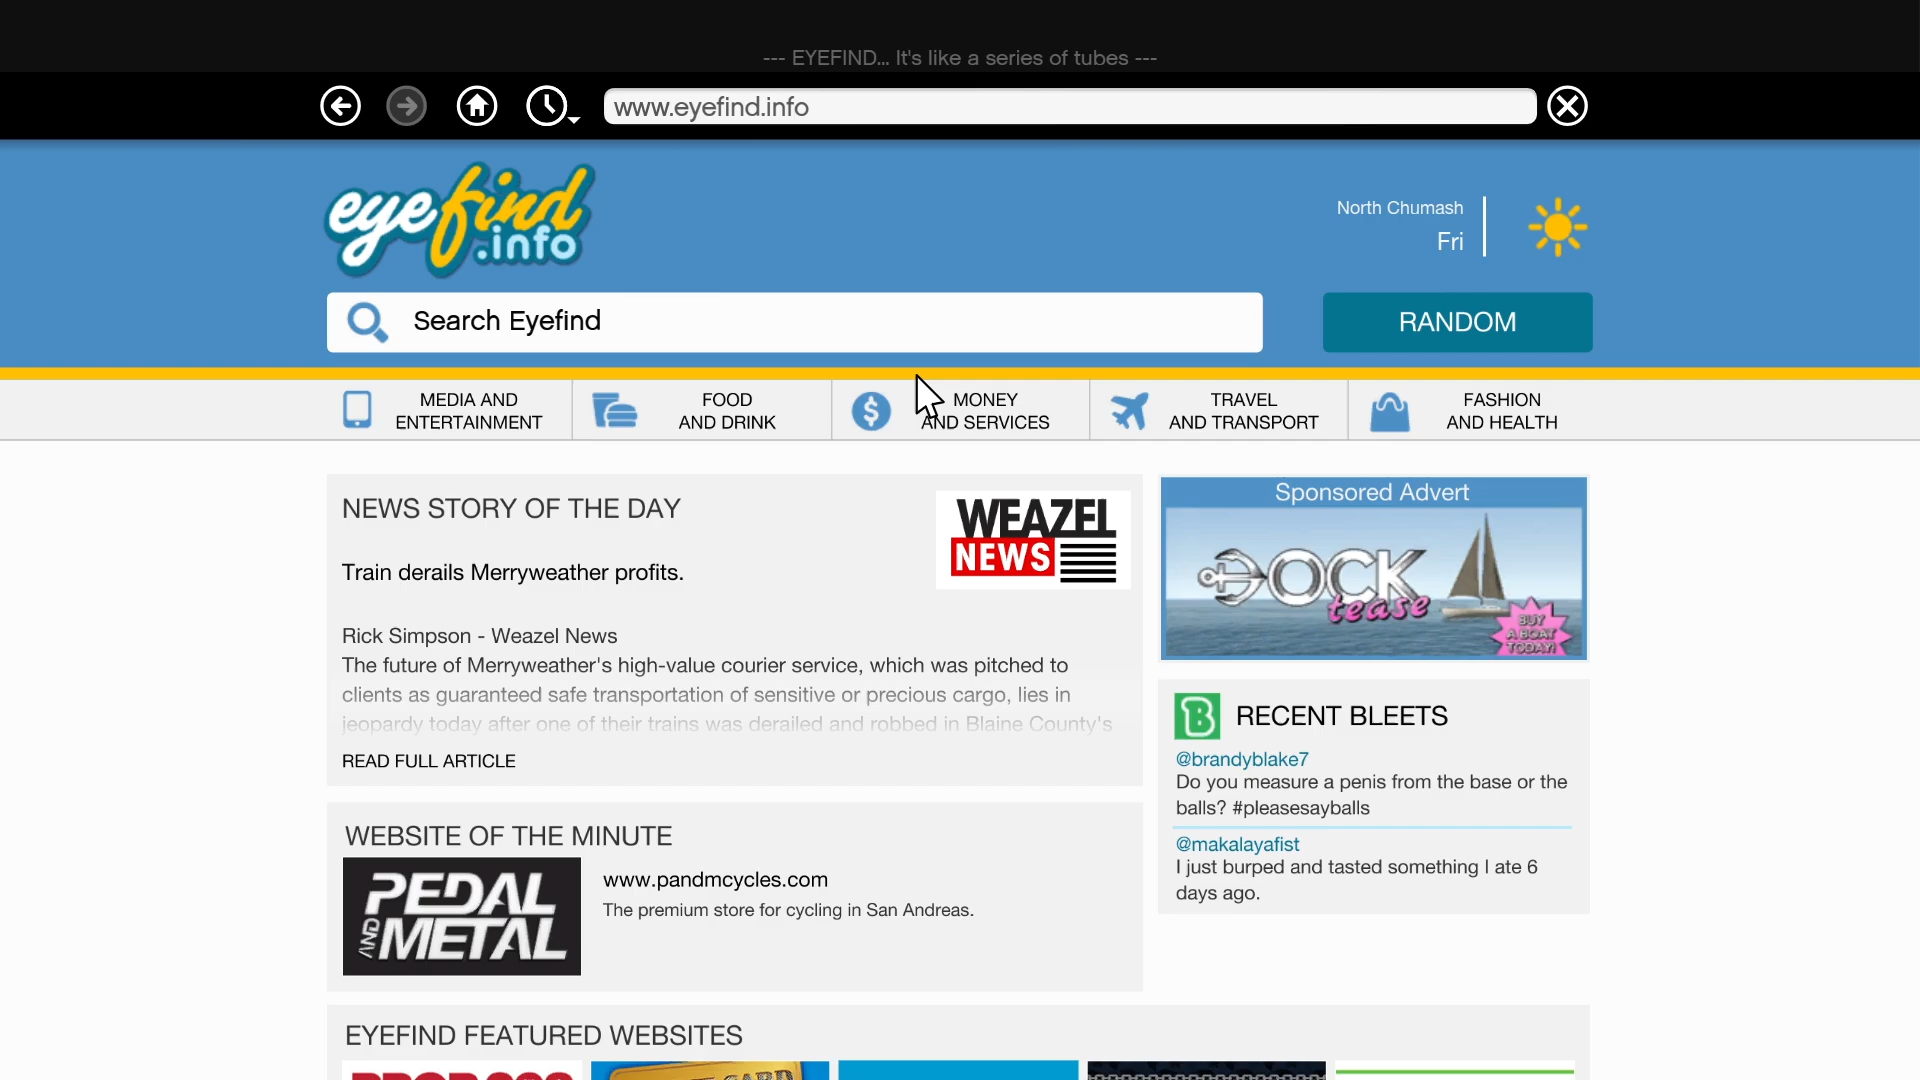 --- EYEFIND... It's like a series of tubes ---
www.eyefind.info
eyefind
.info
North Chumash
Fri
Search Eyefind
RANDOM
MEDIA AND
ENTERTAINMENT
FOOD
AND DRINK
MONEY
AND SERVICES
TRAVEL
AND TRANSPORT
FASHION
AND HEALTH
NEWS STORY OF THE DAY
WEAZEL
NEWS
Train derails Merryweather profits.
Rick Simpson - Weazel News
The future of Merryweather's high-value courier service, which was pitched to
clients as guaranteed safe transportation of sensitive or precious cargo, lies in
jeopardy today after one of their trains was derailed and robbed in Blaine County's
READ FULL ARTICLE
Sponsored Advert
DOCK
tease
BUY
A BOAT
TODAY!
RECENT BLEETS
@brandyblake7
Do you measure a penis from the base or the
balls? #pleasesayballs
@makalayafist
I just burped and tasted something I ate 6
days ago.
WEBSITE OF THE MINUTE
PEDAL
AND
METAL
www.pandmcycles.com
The premium store for cycling in San Andreas.
EYEFIND FEATURED WEBSITES
CARD